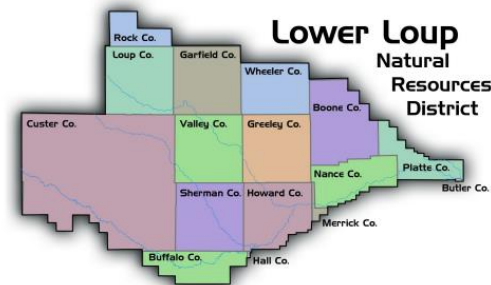 Lower Loup
Natural
Resources
District
Rock Co.
Loup Co.
Garfield Co.
Wheeler Co.
Boone Co.
Custer Co.
Valley Co.
Greeley Co.
Platte Co.
Nance Co.
Butler Co.
Sherman Co.
Howard Co.
Merrick Co.
Buffalo Co.
Hall Co.